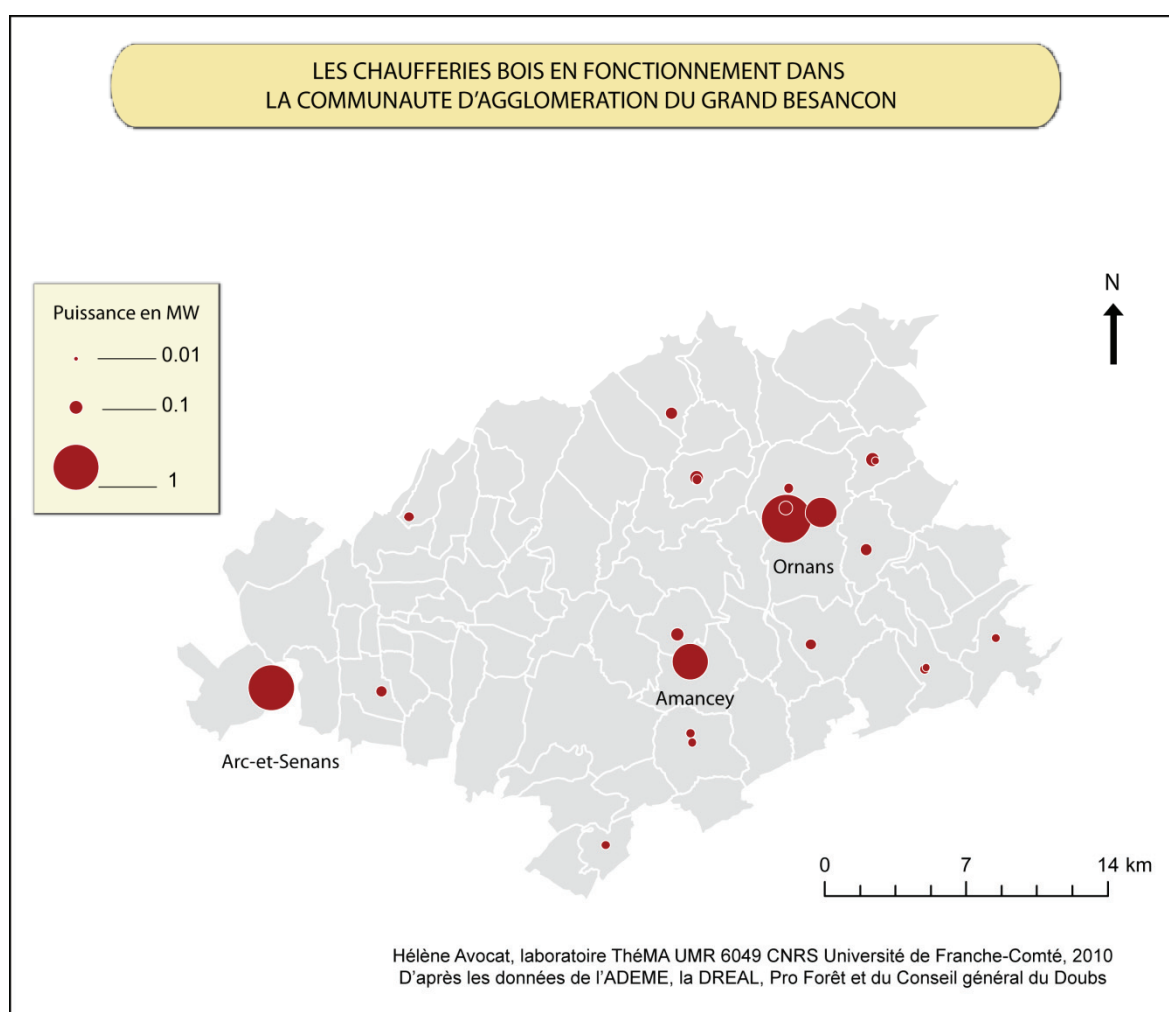 LES CHAUFFERIES BOIS EN FONCTIONNEMENT DANS
LA COMMUNAUTE D'AGGLOMERATION DU GRAND BESANCON
Puissance en MW
0.01
0.1
1
N
Ornans
Amancey
Arc-et-Senans
0 7 14 km
Hélène Avocat, laboratoire ThéMA UMR 6049 CNRS Université de Franche-Comté, 2010
D'après les données de l'ADEME, la DREAL, Pro Forêt et du Conseil général du Doubs